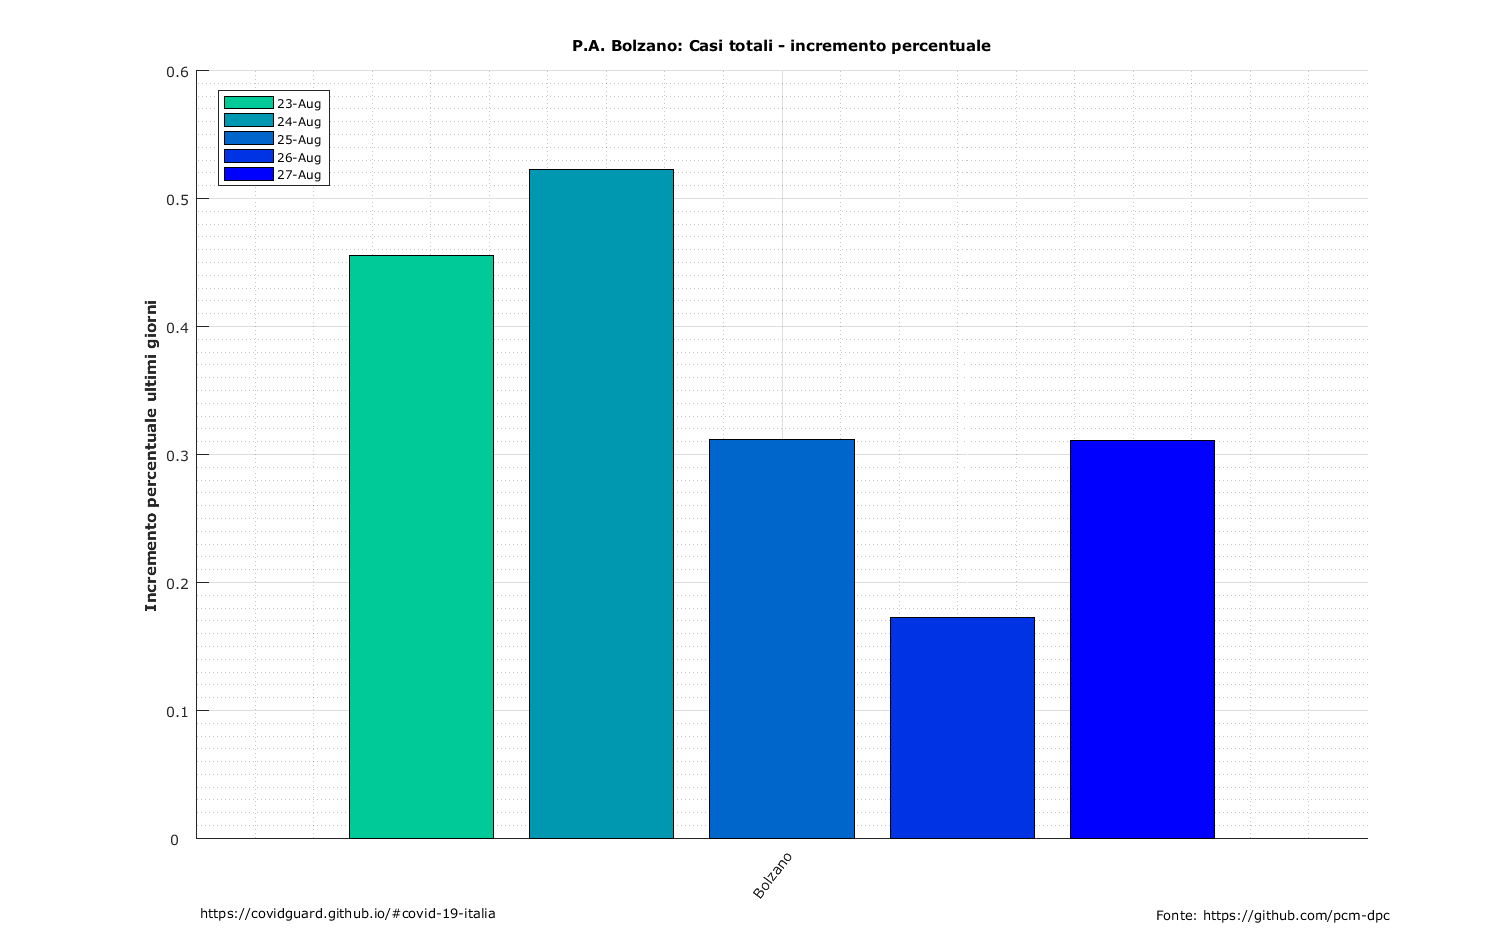 P.A. Bolzano: Casi totali - incremento percentuale
23-Aug
24-Aug
25-Aug
26-Aug
27-Aug
Incremento percentuale ultimi giorni
0.6
0.5
0.4
0.3
0.2
0.1
0
Bolzano
https://covidguard.github.io/#covid-19-italia
Fonte: https://github.com/pcm-dpc